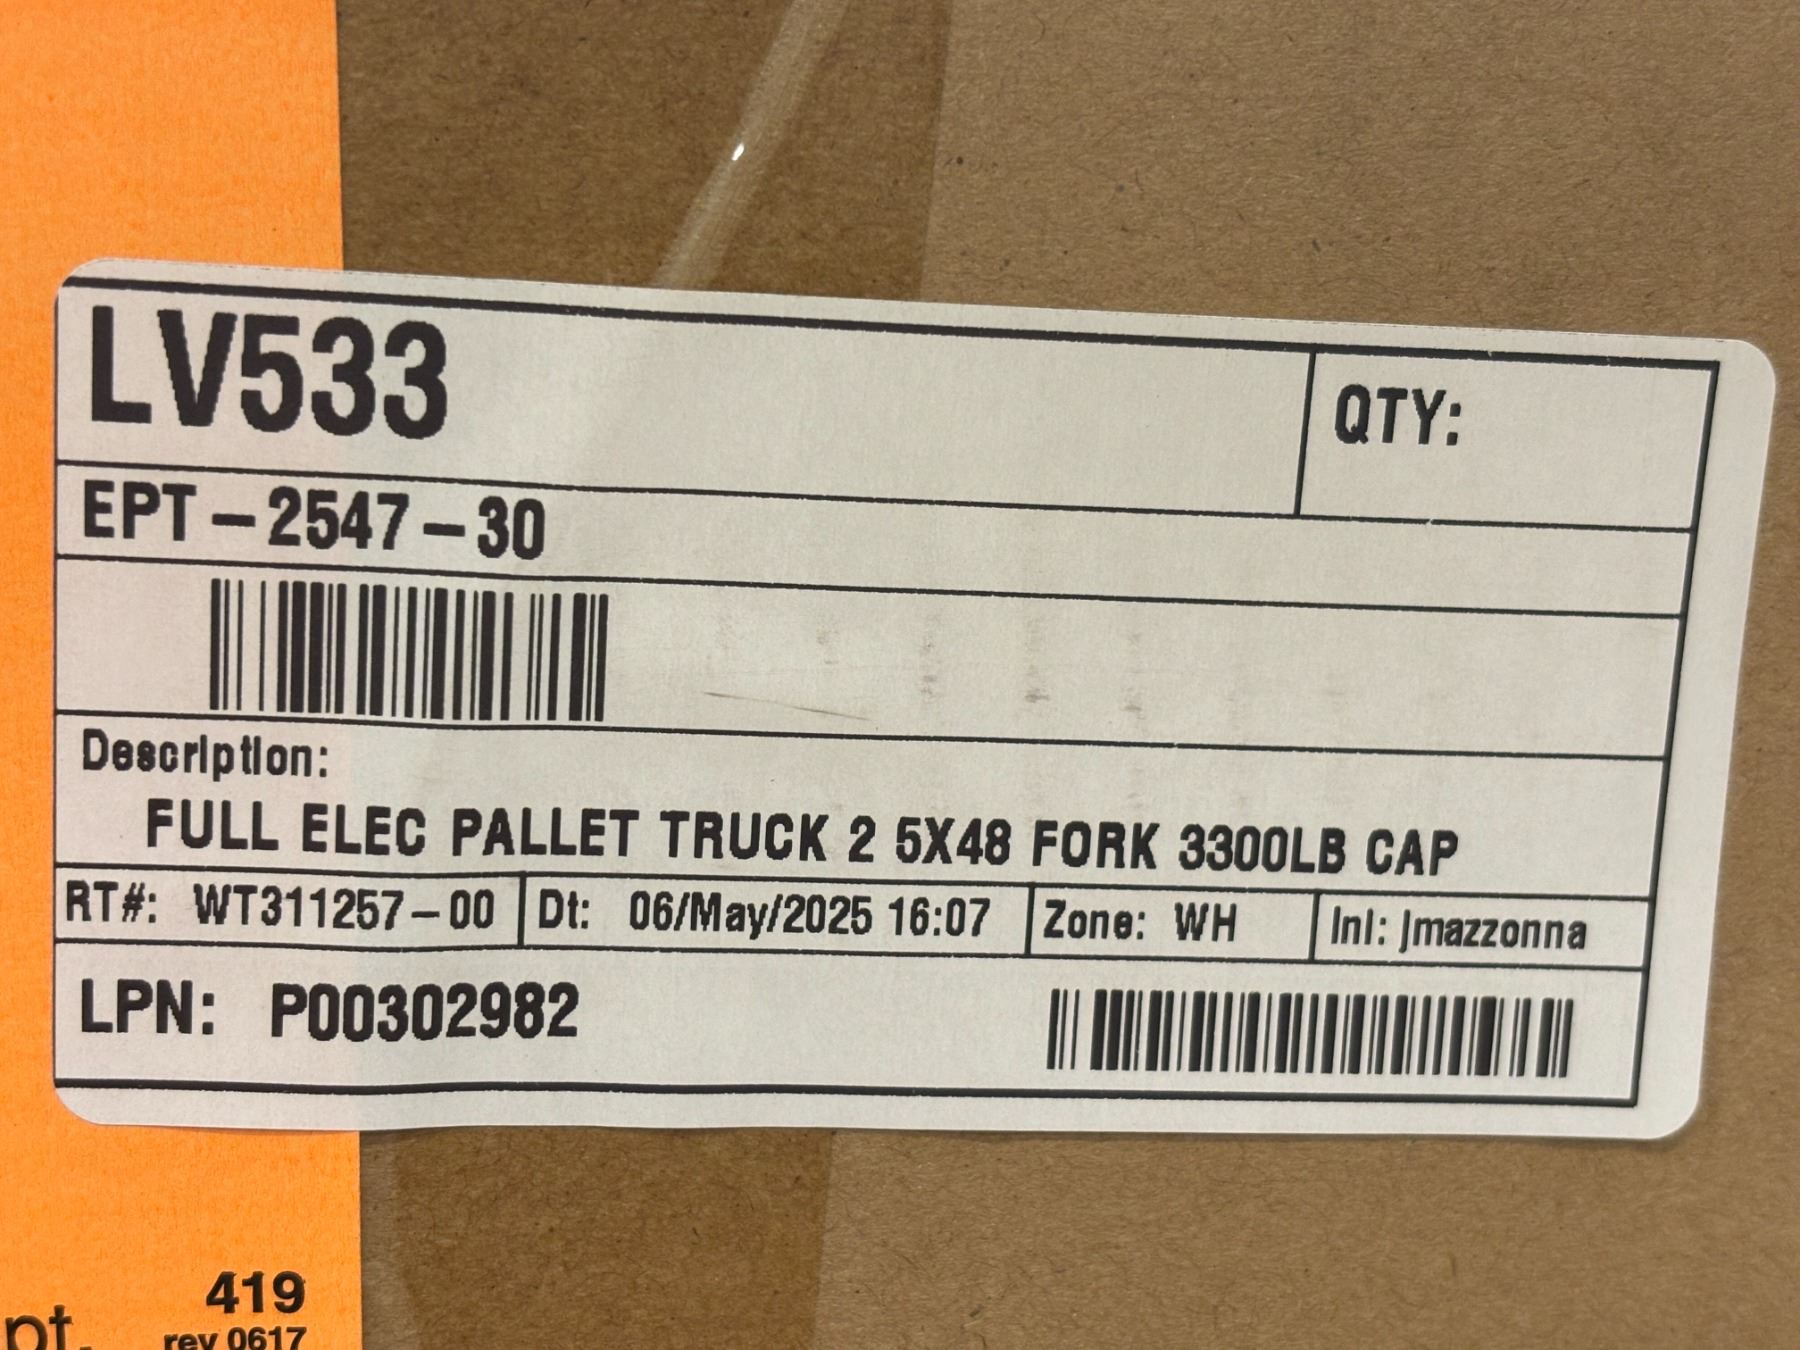 LV533
QTY:
EPT-2547-30
Description:
FULL ELEC PALLET TRUCK 2 5X48 FORK 3300LB CAP
RT#: WT311257-00 Dt: 06/May/2025 16:07 Zone: WH Inl: jmazzonna
LPN: P00302982
419
pt. rev 0617